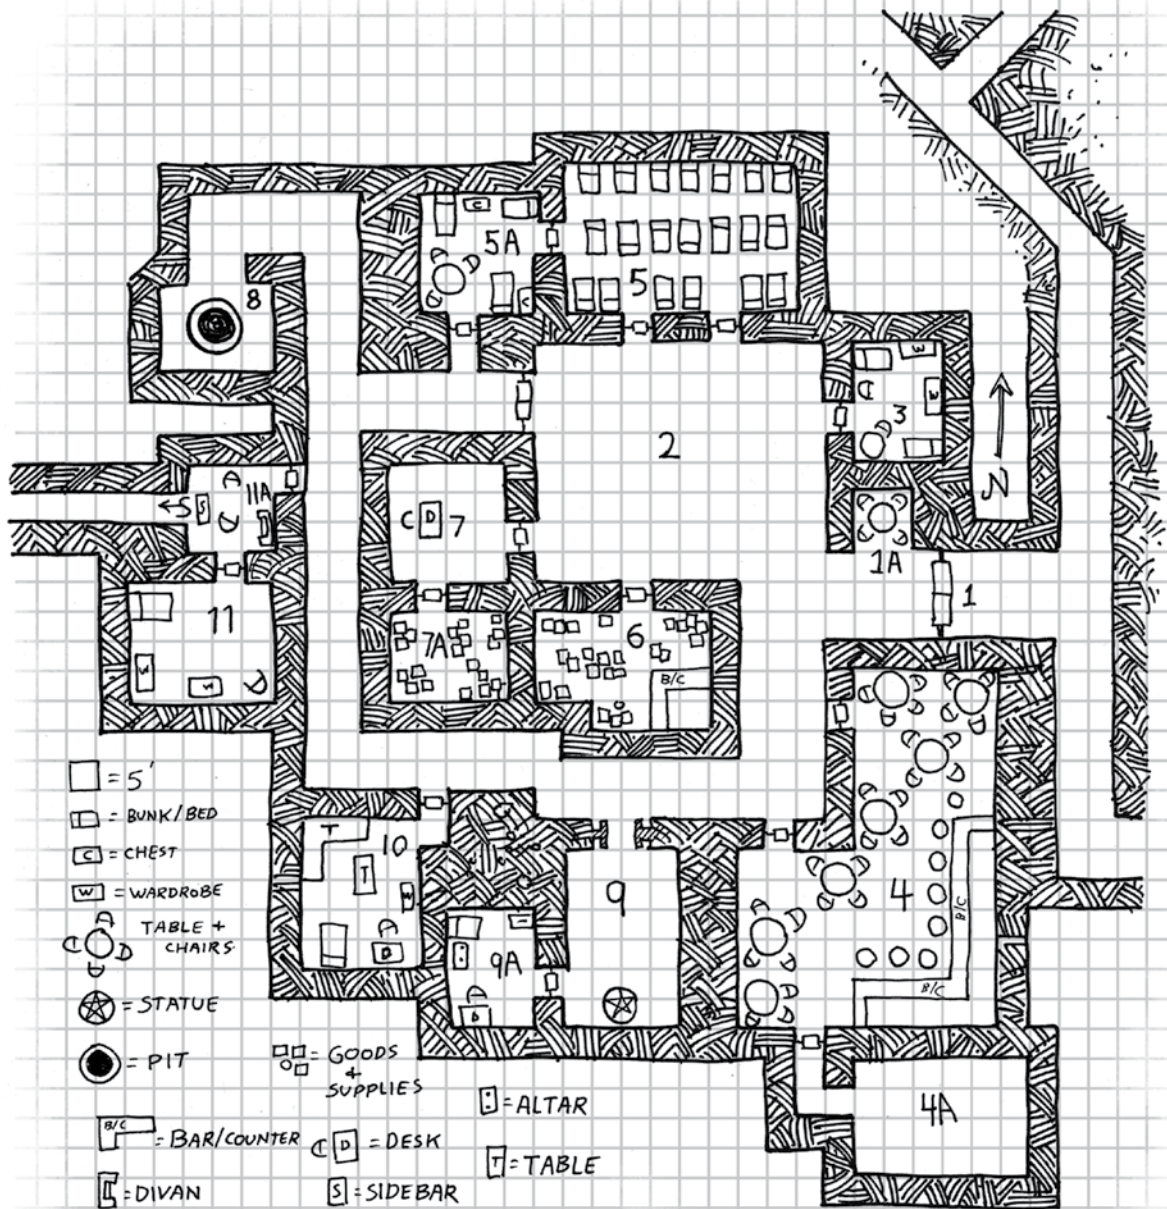 C
5A
5
8
3
W
W
3
2
N
S
S
11A
C D 7
1A
1
11
7A
6
B/C
S
S
= 5'
= BUNK/BED
C = CHEST
W = WARDROBE
TABLE +
CHAIRS
= STATUE
= PIT
= GOODS
+
SUPPLIES
B/C = BAR/COUNTER
D = DESK
= DIVAN
S = SIDEBAR
= ALTAR
T = TABLE
T
10
T
W
D
9
9A
D
4
B/C
B/C
4A